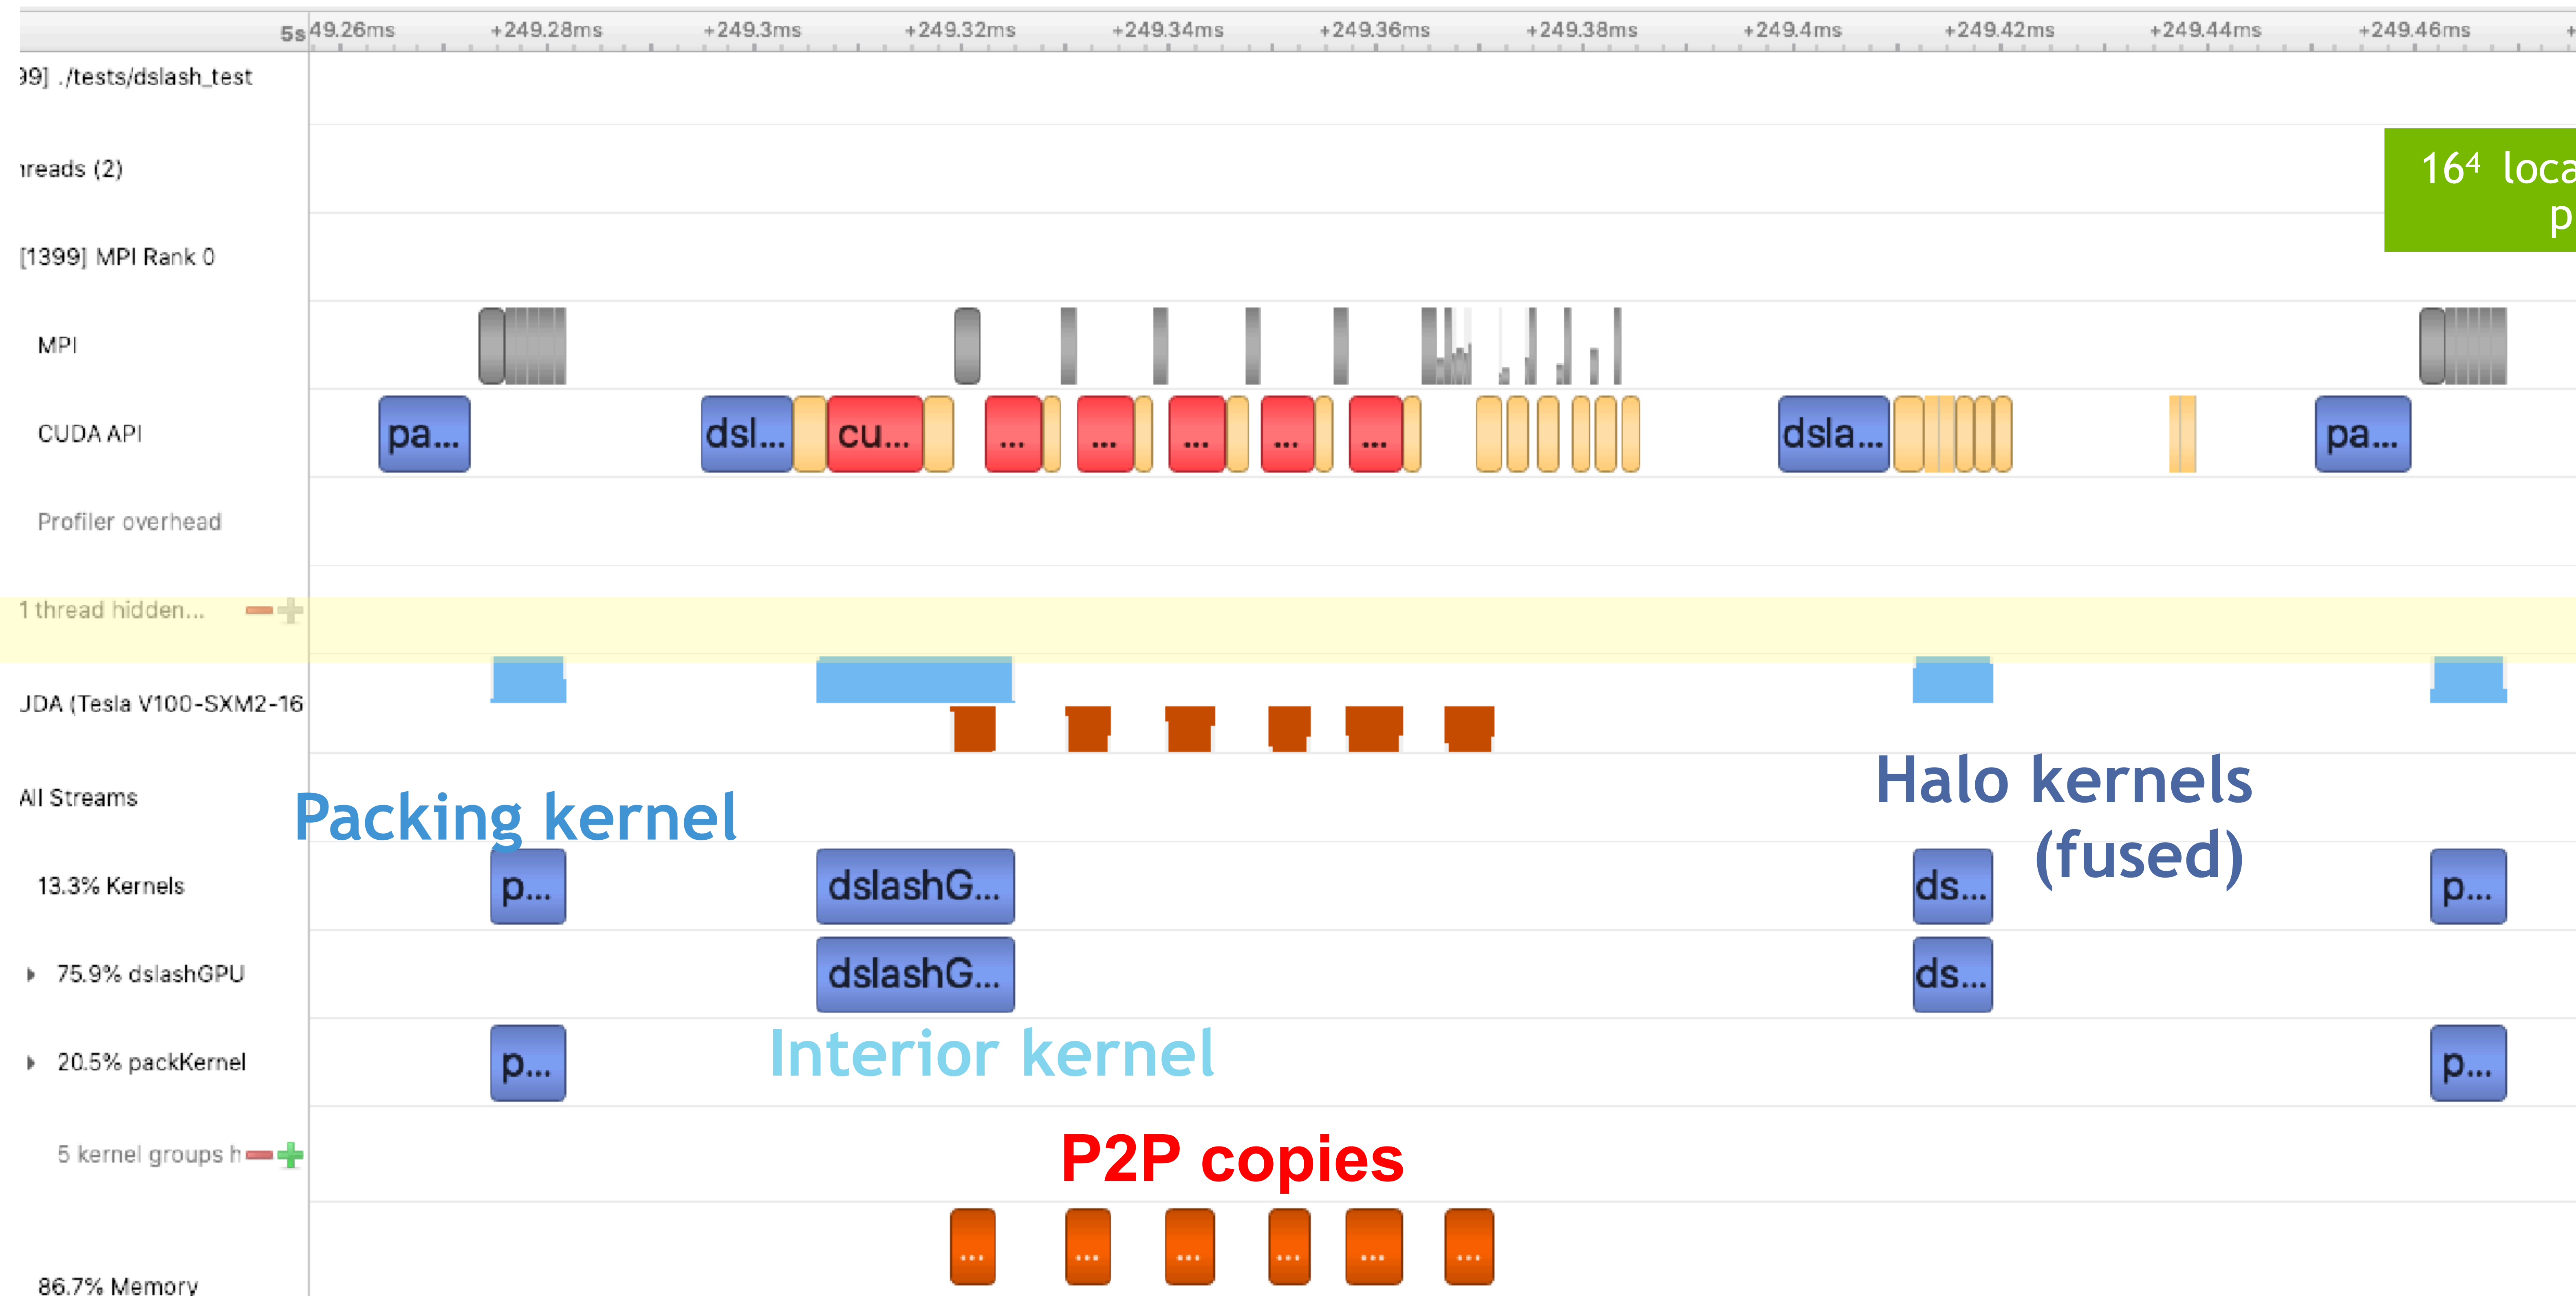 5s 49.26ms +249.28ms +249.3ms +249.32ms +249.34ms +249.36ms +249.38ms +249.4ms +249.42ms +249.44ms +249.46ms +
99] ./tests/dslash_test
reads (2)
16⁴ loca
p
[1399] MPI Rank 0
MPI
CUDA API pa... dsl... cu... ... ... ... ... ... dsla... pa...
Profiler overhead
1 thread hidden...
JDA (Tesla V100-SXM2-16
Halo kernels
All Streams
Packing kernel
(fused)
13.3% Kernels p... dslashG... ds... p...
75.9% dslashGPU dslashG... ds...
Interior kernel
20.5% packKernel p... p...
5 kernel groups h
P2P copies
... ... ... ... ... ...
86.7% Memory